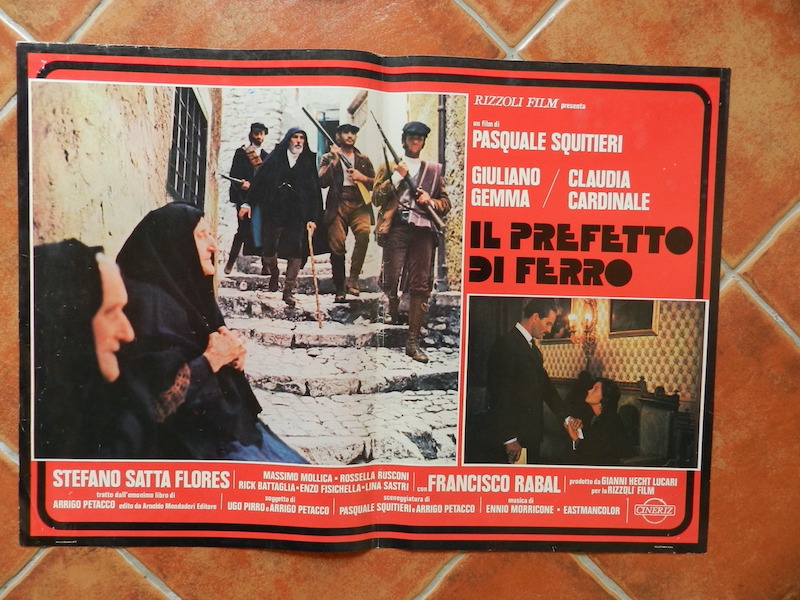 RIZZOLI FILM presenta
un film di
PASQUALE SQUITIERI
GIULIANO GEMMA / CLAUDIA CARDINALE
IL PREFETTO
DI FERRO
STEFANO SATTA FLORES
MASSIMO MOLLICA • ROSSELLA RUSCONI
RICK BATTAGLIA • ENZO FISICHELLA • LINA SASTRI
con FRANCISCO RABAL
prodotto da GIANNI HECHT LUCARI
per la RIZZOLI FILM
tratto dall'omonimo libro di
ARRIGO PETACCO edito da Arnoldo Mondadori Editore
soggetto di
UGO PIRRO e ARRIGO PETACCO
sceneggiatura di
PASQUALE SQUITIERI e ARRIGO PETACCO
musica di
ENNIO MORRICONE • EASTMANCOLOR
CINERIZ